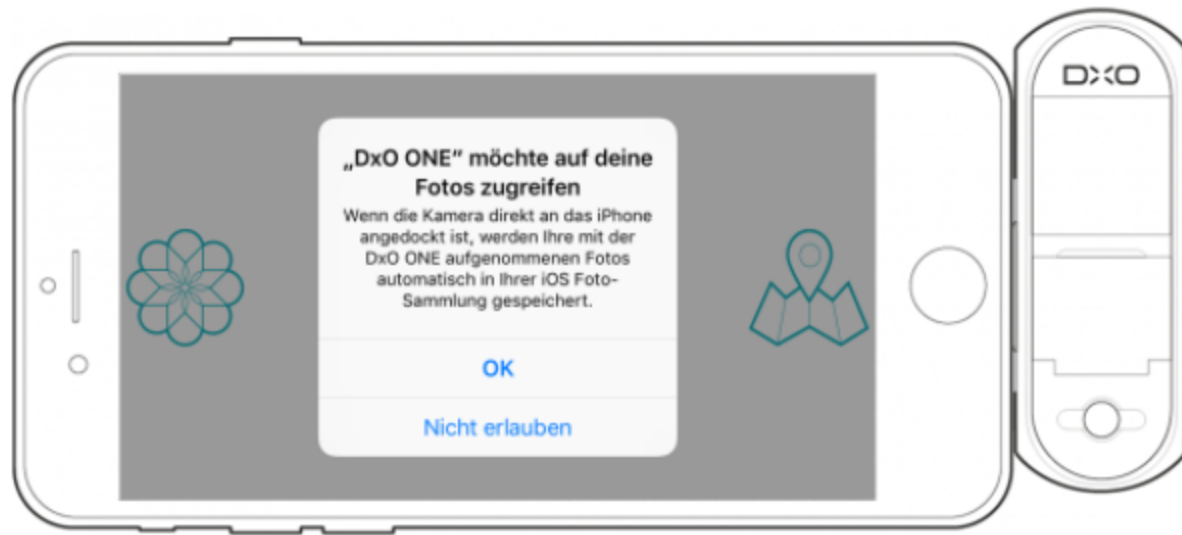 DXO
„DxO ONE“ möchte auf deine
Fotos zugreifen
Wenn die Kamera direkt an das iPhone
angedockt ist, werden Ihre mit der
DxO ONE aufgenommenen Fotos
automatisch in Ihrer iOS Foto-
Sammlung gespeichert.
OK
Nicht erlauben